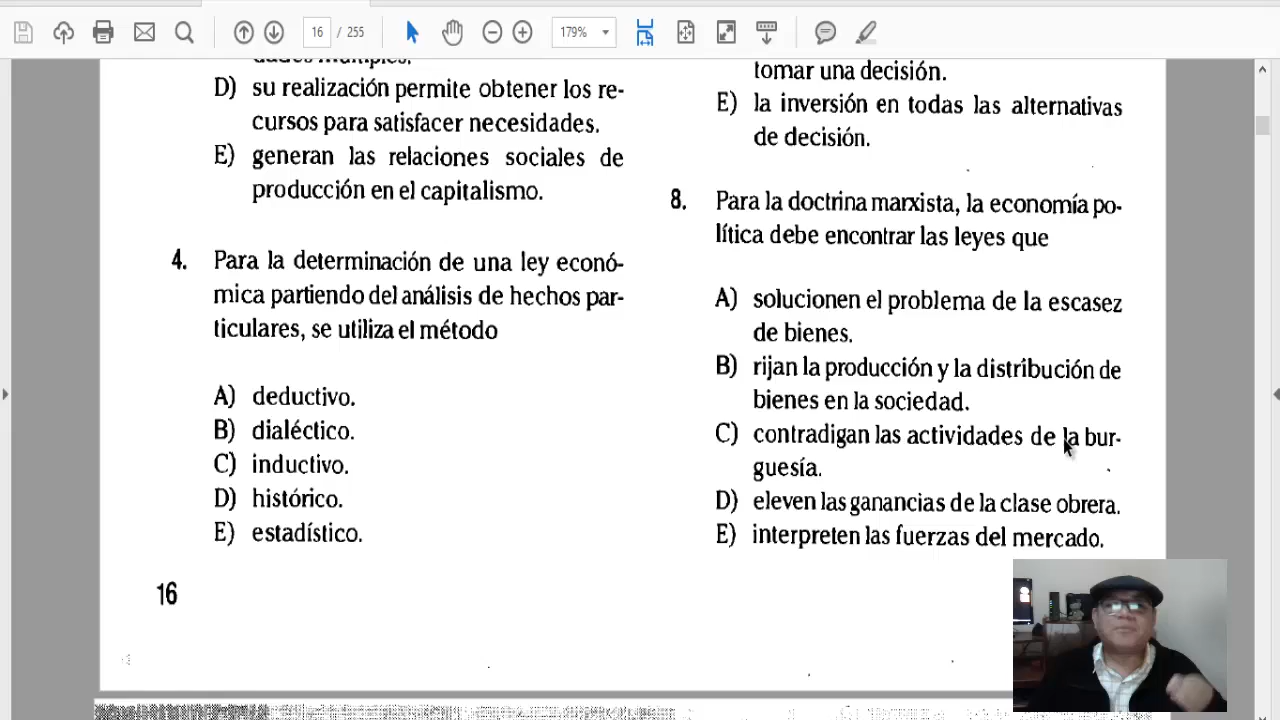 16 / 255
179%
dades múltiples.
D) su realización permite obtener los re-
cursos para satisfacer necesidades.
E) generan las relaciones sociales de
producción en el capitalismo.
4. Para la determinación de una ley econó-
mica partiendo del análisis de hechos par-
ticulares, se utiliza el método
A) deductivo.
B) dialéctico.
C) inductivo.
D) histórico.
E) estadístico.
16
tomar una decisión.
E) la inversión en todas las alternativas
de decisión.
8. Para la doctrina marxista, la economía po-
lítica debe encontrar las leyes que
A) solucionen el problema de la escasez
de bienes.
B) rijan la producción y la distribución de
bienes en la sociedad.
C) contradigan las actividades de la bur-
guesía.
D) eleven las ganancias de la clase obrera.
E) interpreten las fuerzas del mercado.